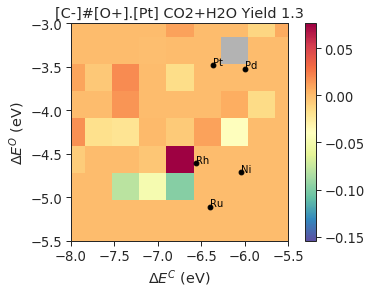 [C-]#[O+].[Pt] CO2+H2O Yield 1.3
−3.0
−3.5
−4.0
−4.5
−5.0
−5.5
ΔE^O (eV)
Pt
Pd
Rh
Ni
Ru
−8.0 −7.5 −7.0 −6.5 −6.0 −5.5
ΔE^C (eV)
0.05
0.00
−0.05
−0.10
−0.15